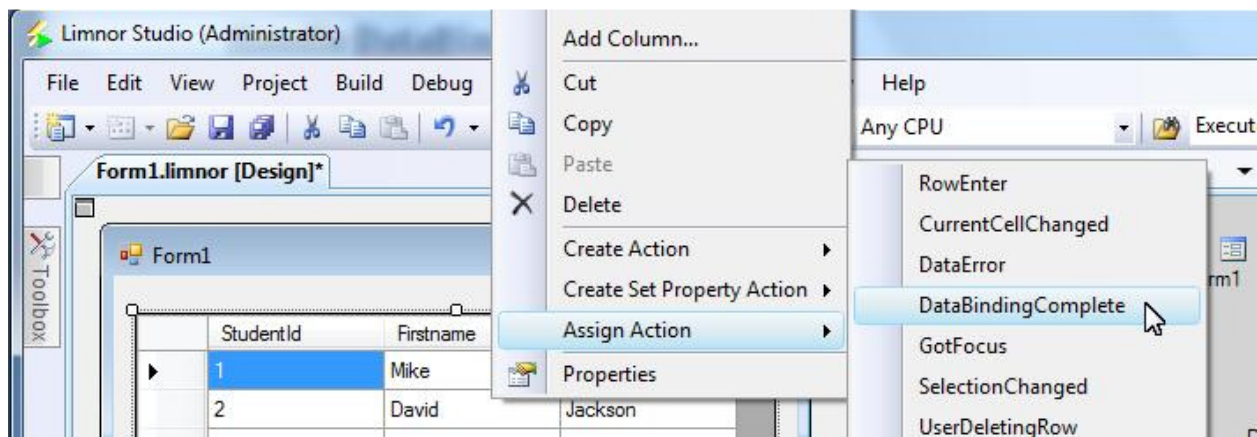 Limnor Studio (Administrator)
File Edit View Project Build Debug
Help
Any CPU
Execut
Form1.limnor [Design]*
Toolbox
Form1
StudentId Firstname
1 Mike
2 David Jackson
Add Column...
Cut
Copy
Paste
Delete
Create Action
Create Set Property Action
Assign Action
Properties
RowEnter
CurrentCellChanged
DataError
DataBindingComplete
GotFocus
SelectionChanged
UserDeletingRow
rm1